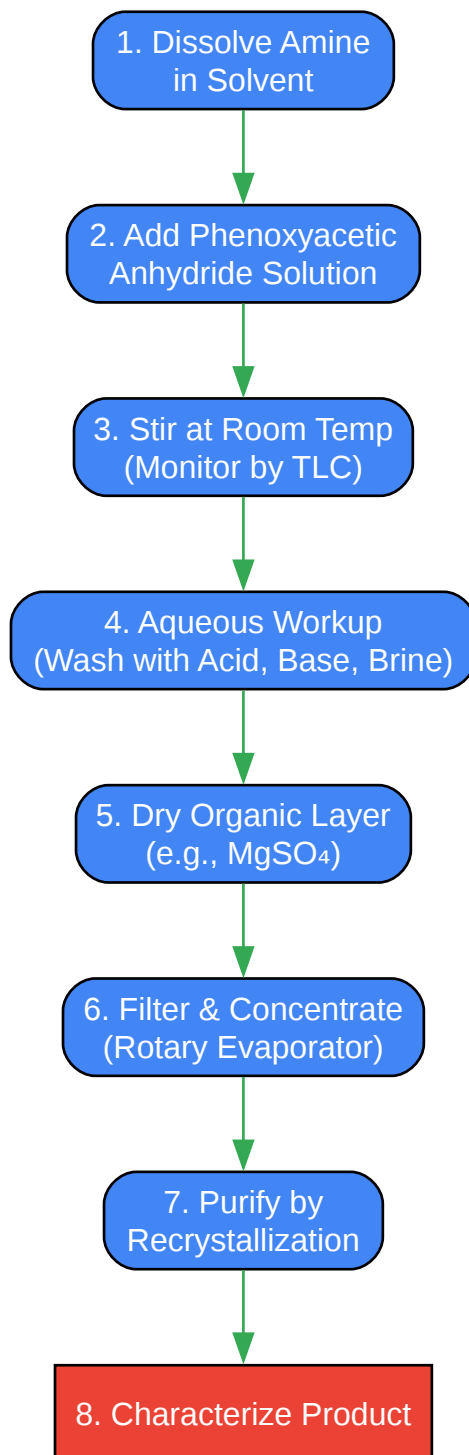 1. Dissolve Amine
in Solvent
2. Add Phenoxyacetic
Anhydride Solution
3. Stir at Room Temp
(Monitor by TLC)
4. Aqueous Workup
(Wash with Acid, Base, Brine)
5. Dry Organic Layer
(e.g., MgSO₄)
6. Filter & Concentrate
(Rotary Evaporator)
7. Purify by
Recrystallization
8. Characterize Product